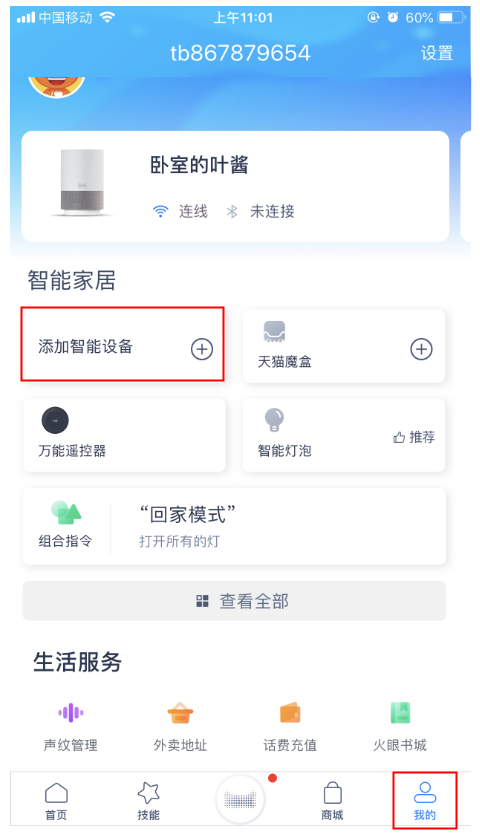 中国移动 上午11:01 60%
tb867879654 设置
卧室的叶酱
连线 未连接
智能家居
添加智能设备
天猫魔盒
万能遥控器
智能灯泡 推荐
组合指令 “回家模式”
打开所有的灯
查看全部
生活服务
声纹管理 外卖地址 话费充值 火眼书城
首页 技能 商城 我的